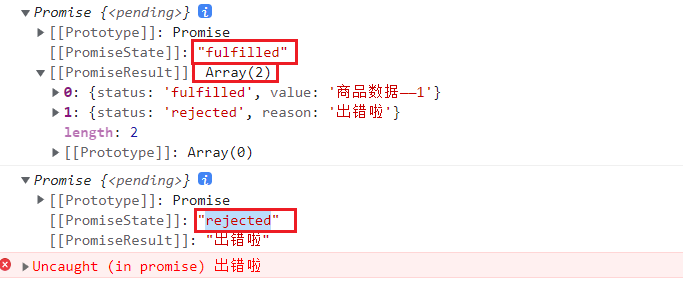 Promise {<pending>} i
[[Prototype]]: Promise
[[PromiseState]]: "fulfilled"
[[PromiseResult]] Array(2)
0: {status: 'fulfilled', value: '商品数据——1'}
1: {status: 'rejected', reason: '出错啦'}
length: 2
[[Prototype]]: Array(0)
Promise {<pending>} i
[[Prototype]]: Promise
[[PromiseState]]: "rejected"
[[PromiseResult]]: "出错啦"
Uncaught (in promise) 出错啦